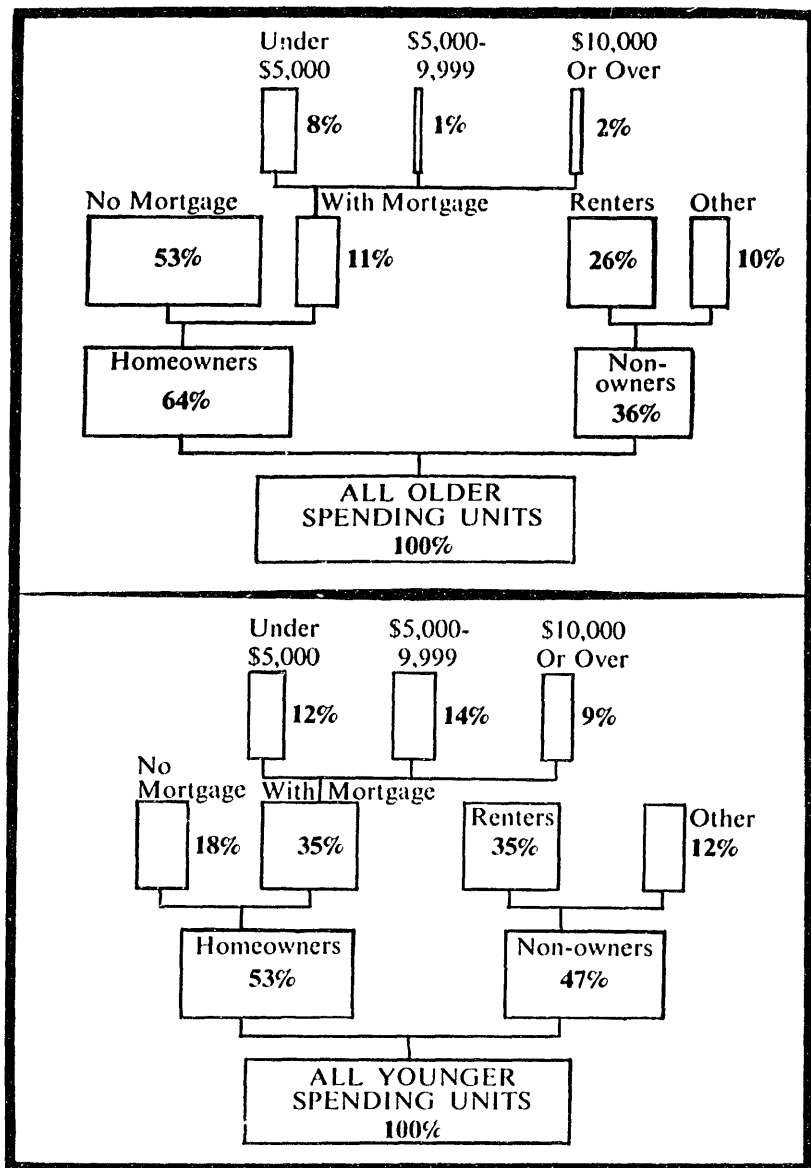 Under $5,000- $10,000
$5,000 9,999 Or Over
8% 1% 2%
No Mortgage With Mortgage Renters Other
53% 11% 26% 10%
Homeowners Non-
64% owners
36%
ALL OLDER
SPENDING UNITS
100%
Under $5,000- $10,000
$5,000 9,999 Or Over
12% 14% 9%
No
Mortgage With Mortgage Renters Other
18% 35% 35% 12%
Homeowners Non-owners
53% 47%
ALL YOUNGER
SPENDING UNITS
100%